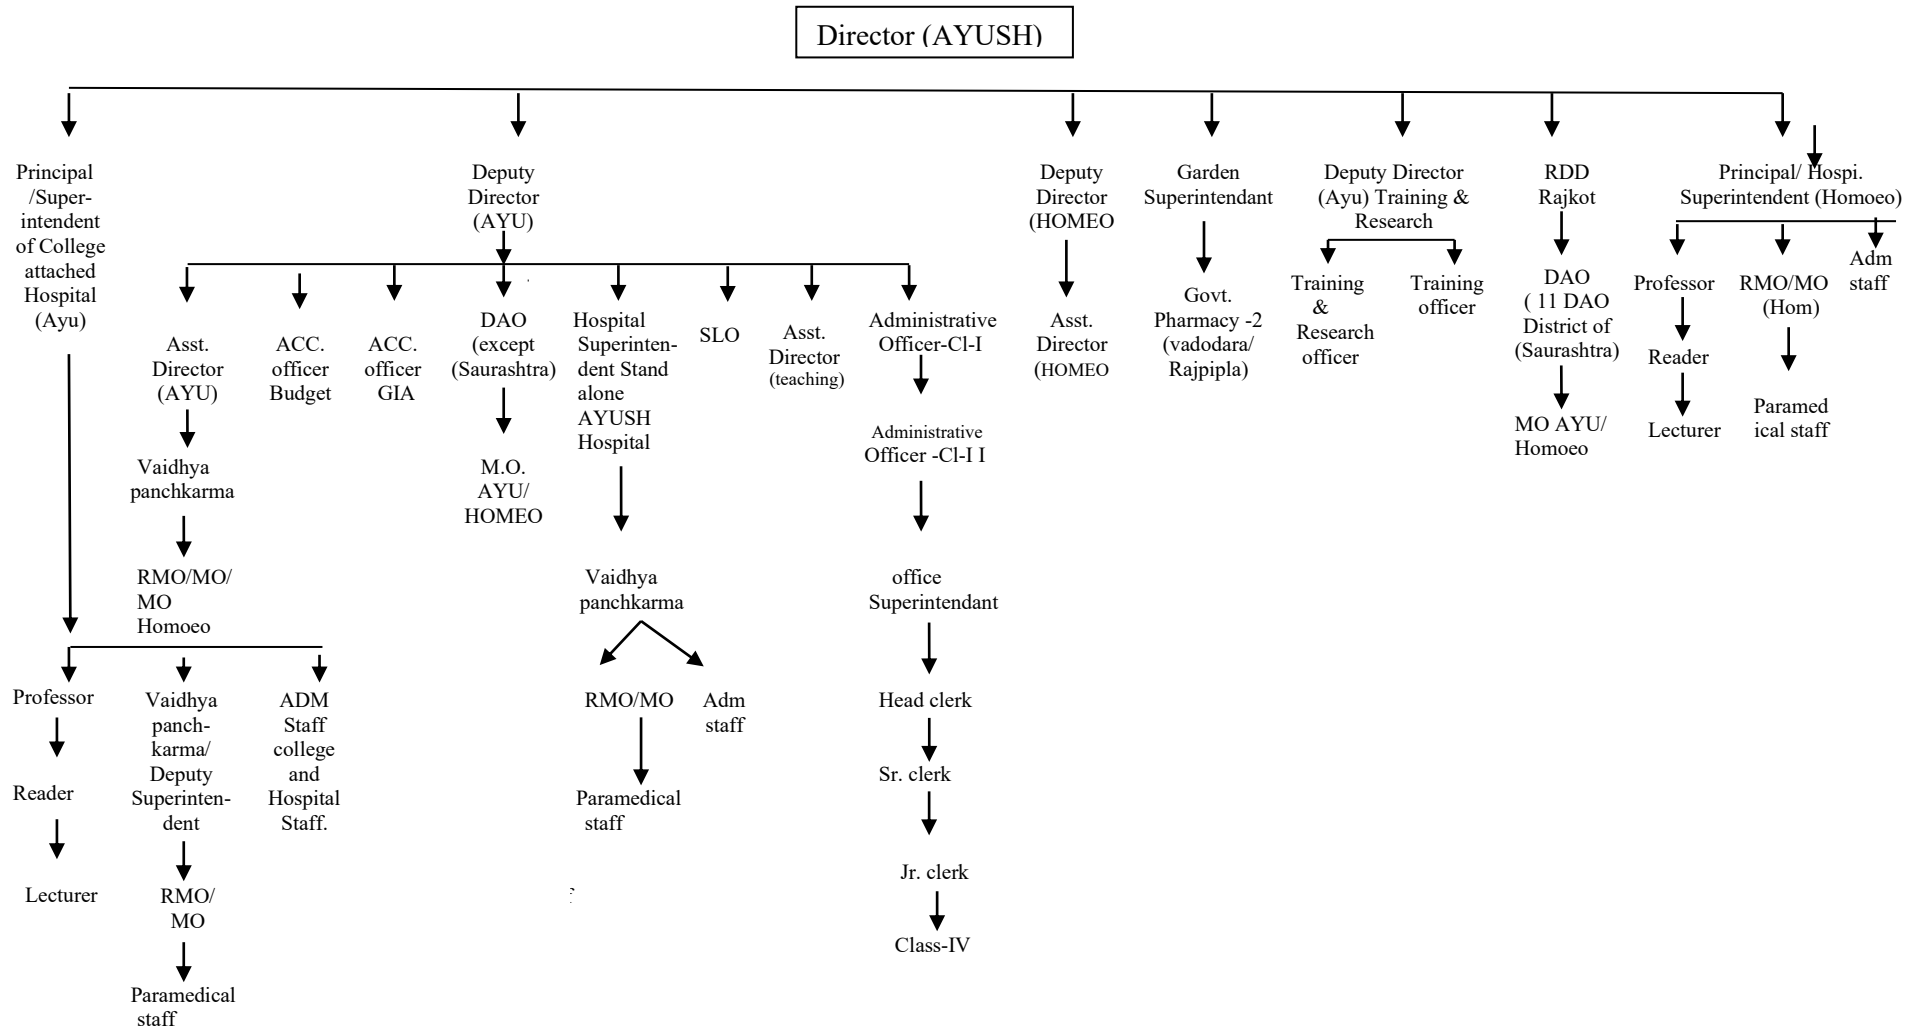 Director (AYUSH)
Principal
/Super-
intendent
of College
attached
Hospital
(Ayu)
Deputy
Director
(AYU)
Deputy
Director
(HOMEO
Garden
Superintendant
Deputy Director
(Ayu) Training &
Research
RDD
Rajkot
Principal/ Hospi.
Superintendent (Homoeo)
Asst.
Director
(AYU)
ACC.
officer
Budget
ACC.
officer
GIA
DAO
(except
(Saurashtra)
Hospital
Superinten-
dent Stand
alone
AYUSH
Hospital
SLO
Asst.
Director
(teaching)
Administrative
Officer-Cl-I
Asst.
Director
(HOMEO
Govt.
Pharmacy -2
(vadodara/
Rajpipla)
Training
&
Research
officer
Training
officer
DAO
( 11 DAO
District of
(Saurashtra)
Professor
RMO/MO
(Hom)
Adm
staff
Reader
Lecturer
Paramed
ical staff
MO AYU/
Homoeo
Vaidhya
panchkarma
M.O.
AYU/
HOMEO
Administrative
Officer -Cl-I I
RMO/MO/
MO
Homoeo
Vaidhya
panchkarma
office
Superintendant
Professor
Vaidhya
panch-
karma/
Deputy
Superinten-
dent
ADM
Staff
college
and
Hospital
Staff.
RMO/MO
Adm
staff
Head clerk
Reader
Paramedical
staff
Sr. clerk
Lecturer
RMO/
MO
Jr. clerk
Class-IV
Paramedical
staff